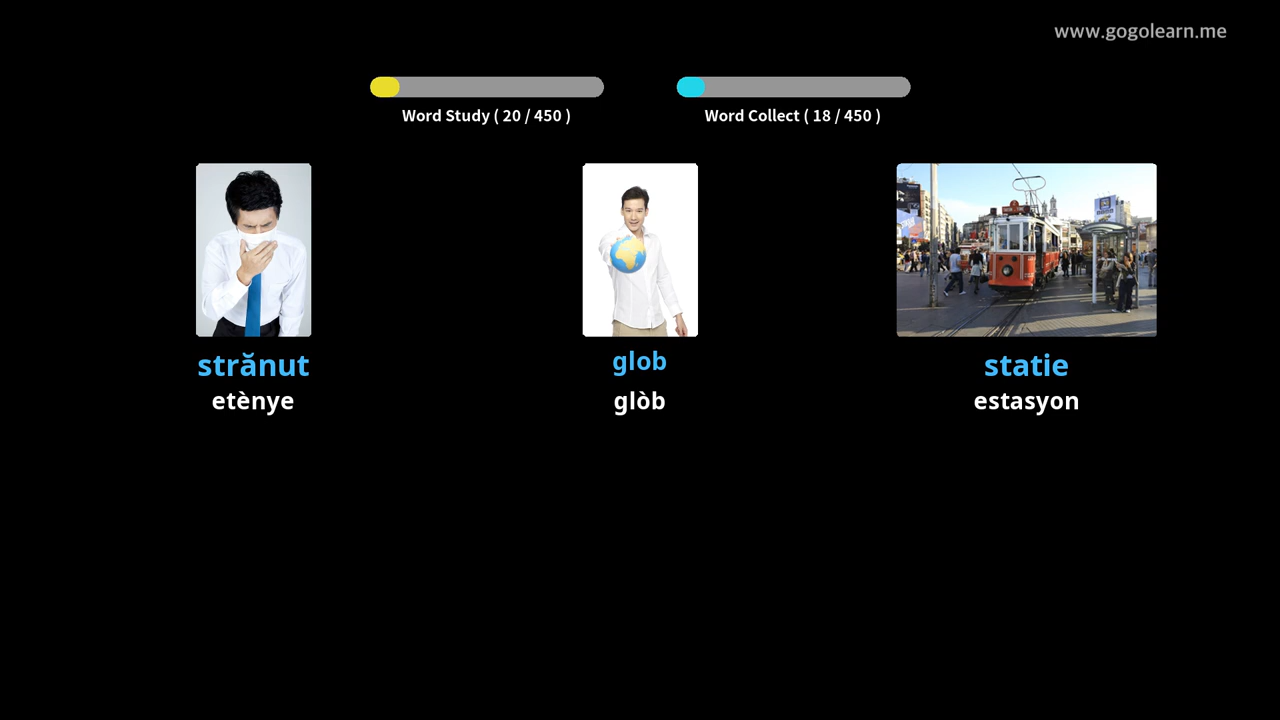 www.gogolearn.me
Word Study ( 20 / 450 )
Word Collect ( 18 / 450 )
strănut
glob
statie
etènye
glòb
estasyon